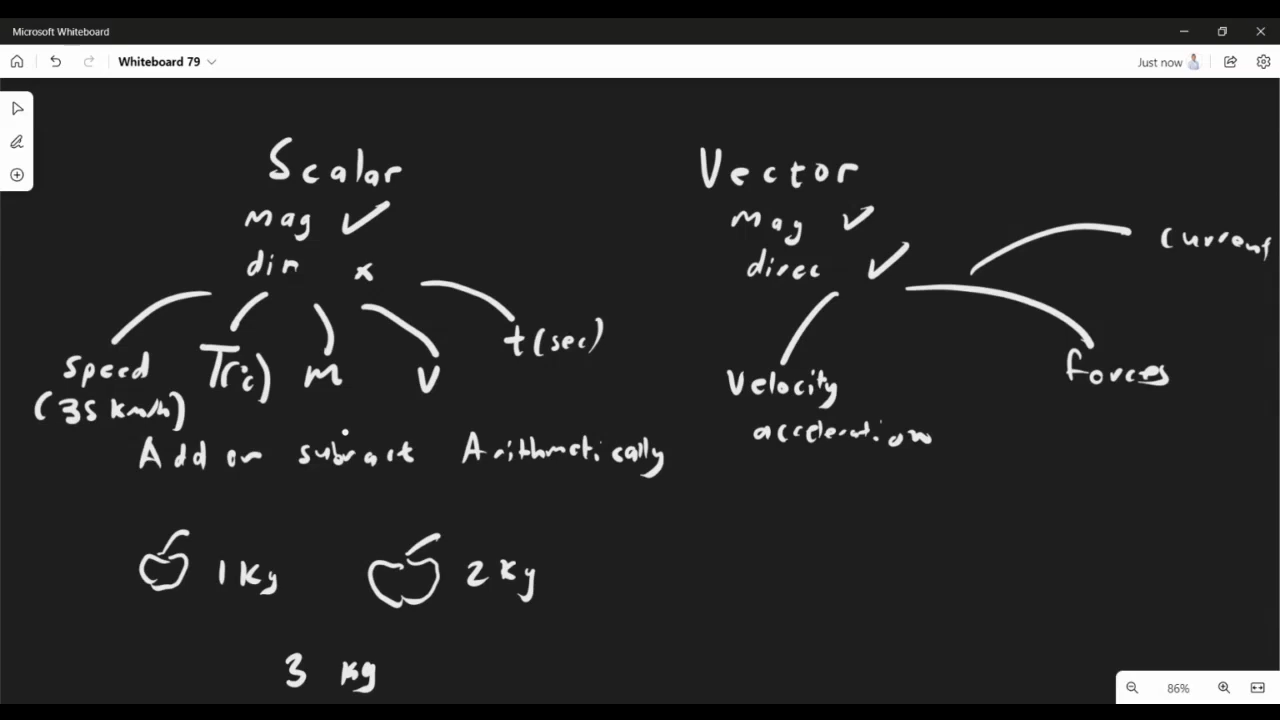 Microsoft Whiteboard
Whiteboard 79
Just now
Scalar
mag ✓
dir x
speed
(35 km/h)
T(°c)
m
V
t(sec)
Add or subract Arithmetically
1 kg
2 kg
3 kg
Vector
mag ✓
direc ✓
current
Velocity
acceleration
forces
86%